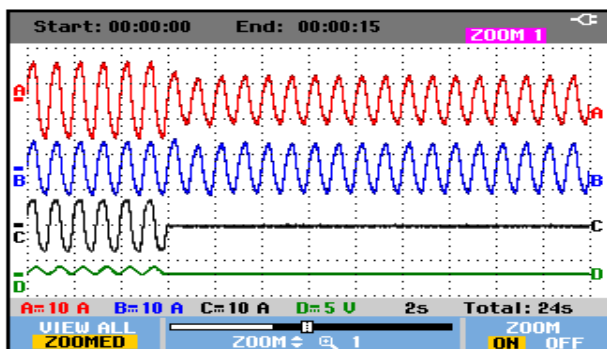 Start: 00:00:00 End: 00:00:15
ZOOM 1
A A
B B
C C
D D
A=10 A B=10 A C=10 A D=5 V 2s Total: 24s
VIEW ALL ZOOM
ZOOMED ZOOM 1 ON OFF